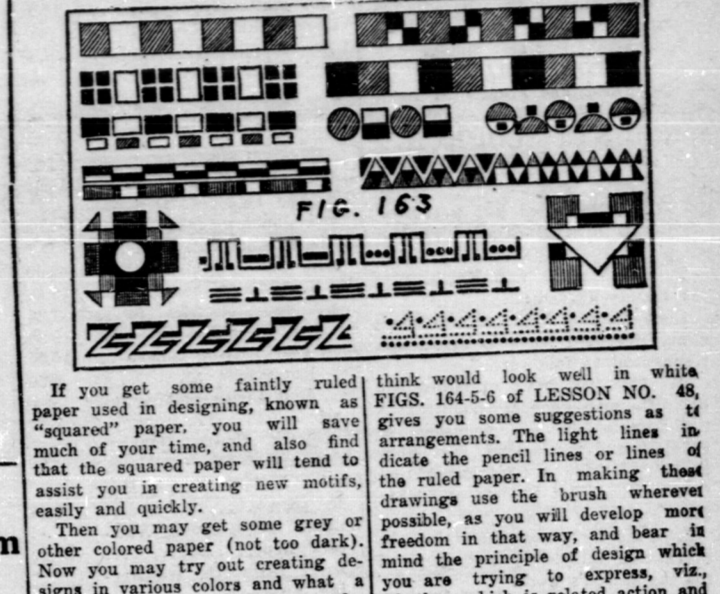 FIG. 163
If you get some faintly ruled
paper used in designing, known as
"squared" paper, you will save
much of your time, and also find
that the squared paper will tend to
assist you in creating new motifs,
easily and quickly.
Then you may get some grey or
other colored paper (not too dark).
Now you may try out creating de-
signs in various colors and what a
think would look well in white,
FIGS. 164-5-6 of LESSON NO. 48,
gives you some suggestions as to
arrangements. The light lines in-
dicate the pencil lines or lines of
the ruled paper. In making these
drawings use the brush wherever
possible, as you will develop more
freedom in that way, and bear in
mind the principle of design which
you are trying to express, viz.,
which is related action and